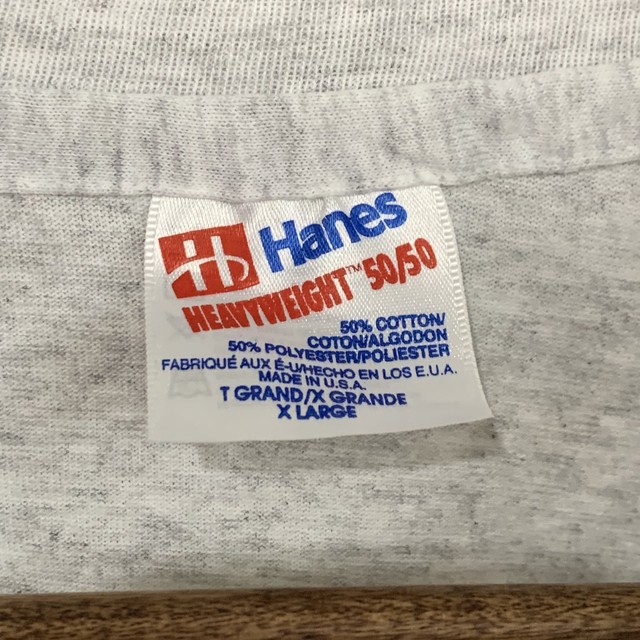 H Hanes
HEAVYWEIGHT™ 50/50
50% COTTON/
COTON/ALGODON
50% POLYESTER/POLIESTER
FABRIQUÉ AUX É-U/HECHO EN LOS E.U.A.
MADE IN U.S.A.
T GRAND/X GRANDE
X LARGE